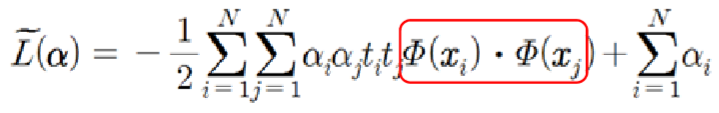 L̃(α) = − 1/2 ∑_{i=1}^{N} ∑_{j=1}^{N} α_i α_j t_i t_j Φ(x_i) · Φ(x_j) + ∑_{i=1}^{N} α_i